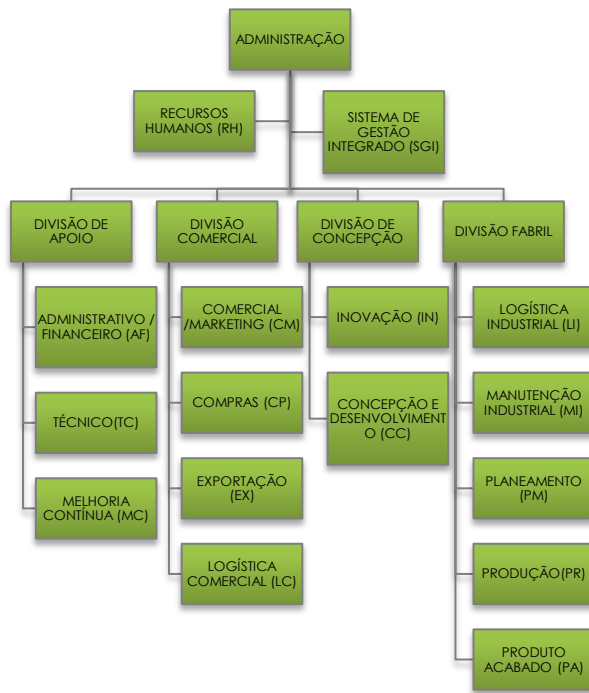 ADMINISTRAÇÃO
RECURSOS
HUMANOS (RH)
SISTEMA DE
GESTÃO
INTEGRADO (SGI)
DIVISÃO DE
APOIO
DIVISÃO
COMERCIAL
DIVISÃO DE
CONCEPÇÃO
DIVISÃO FABRIL
ADMINISTRATIVO /
FINANCEIRO (AF)
TÉCNICO(TC)
MELHORIA
CONTÍNUA (MC)
COMERCIAL
/MARKETING (CM)
COMPRAS (CP)
EXPORTAÇÃO
(EX)
LOGÍSTICA
COMERCIAL (LC)
INOVAÇÃO (IN)
CONCEPÇÃO E
DESENVOLVIMENT
O (CC)
LOGÍSTICA
INDUSTRIAL (LI)
MANUTENÇÃO
INDUSTRIAL (MI)
PLANEAMENTO
(PM)
PRODUÇÃO(PR)
PRODUTO
ACABADO (PA)